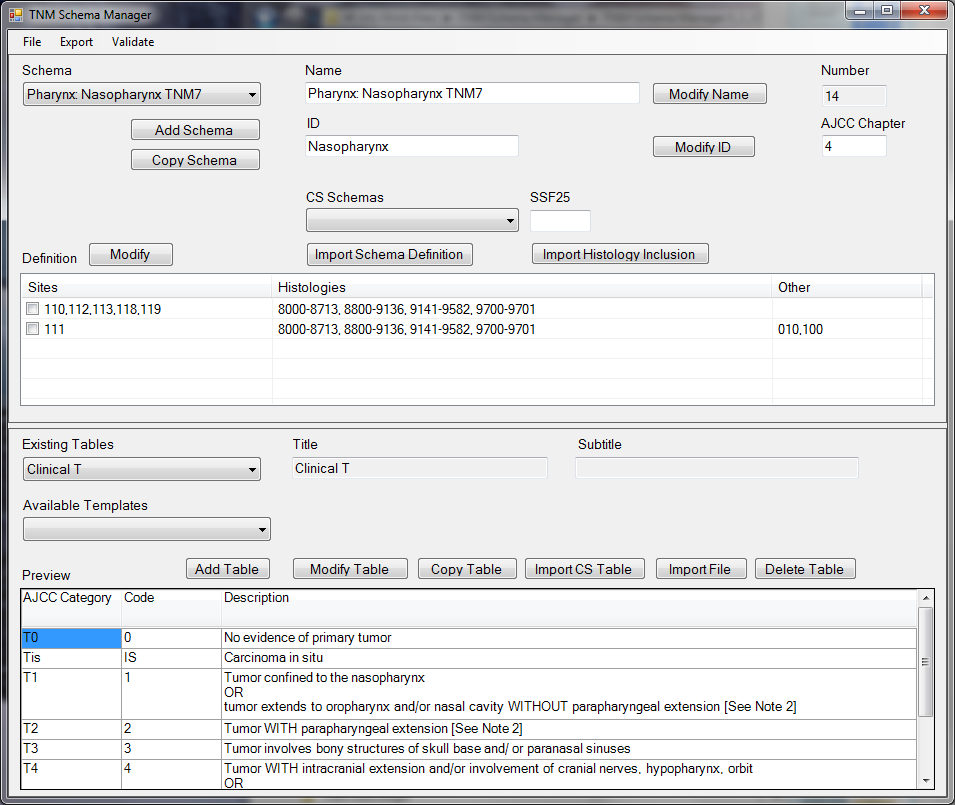 TNM Schema Manager
File Export Validate
Schema Name Number
Pharynx: Nasopharynx TNM7 Pharynx: Nasopharynx TNM7 Modify Name 14
Add Schema ID AJCC Chapter
Copy Schema Nasopharynx Modify ID 4
CS Schemas SSF25
Definition Modify Import Schema Definition Import Histology Inclusion
Sites Histologies Other
110,112,113,118,119 8000-8713, 8800-9136, 9141-9582, 9700-9701
111 8000-8713, 8800-9136, 9141-9582, 9700-9701 010,100
Existing Tables Title Subtitle
Clinical T Clinical T
Available Templates
Preview Add Table Modify Table Copy Table Import CS Table Import File Delete Table
AJCC Category Code Description
T0 0 No evidence of primary tumor
Tis IS Carcinoma in situ
T1 1 Tumor confined to the nasopharynx
OR
tumor extends to oropharynx and/or nasal cavity WITHOUT parapharyngeal extension [See Note 2]
T2 2 Tumor WITH parapharyngeal extension [See Note 2]
T3 3 Tumor involves bony structures of skull base and/ or paranasal sinuses
T4 4 Tumor WITH intracranial extension and/or involvement of cranial nerves, hypopharynx, orbit
OR